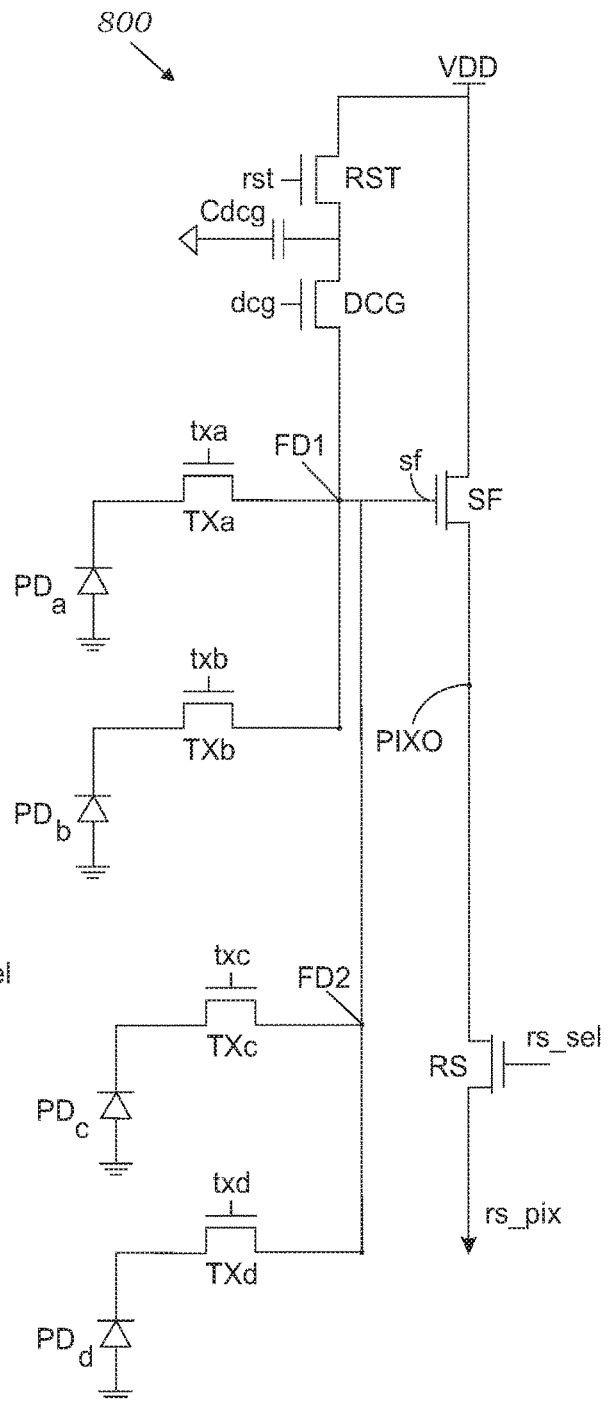 800
VDD
rst
RST
Cdcg
dcg
DCG
txa
FD1
sf
SF
TXa
PDa
txb
TXb
PIXO
PDb
el
txc
FD2
TXc
rs_sel
RS
PDc
txd
TXd
rs_pix
PDd